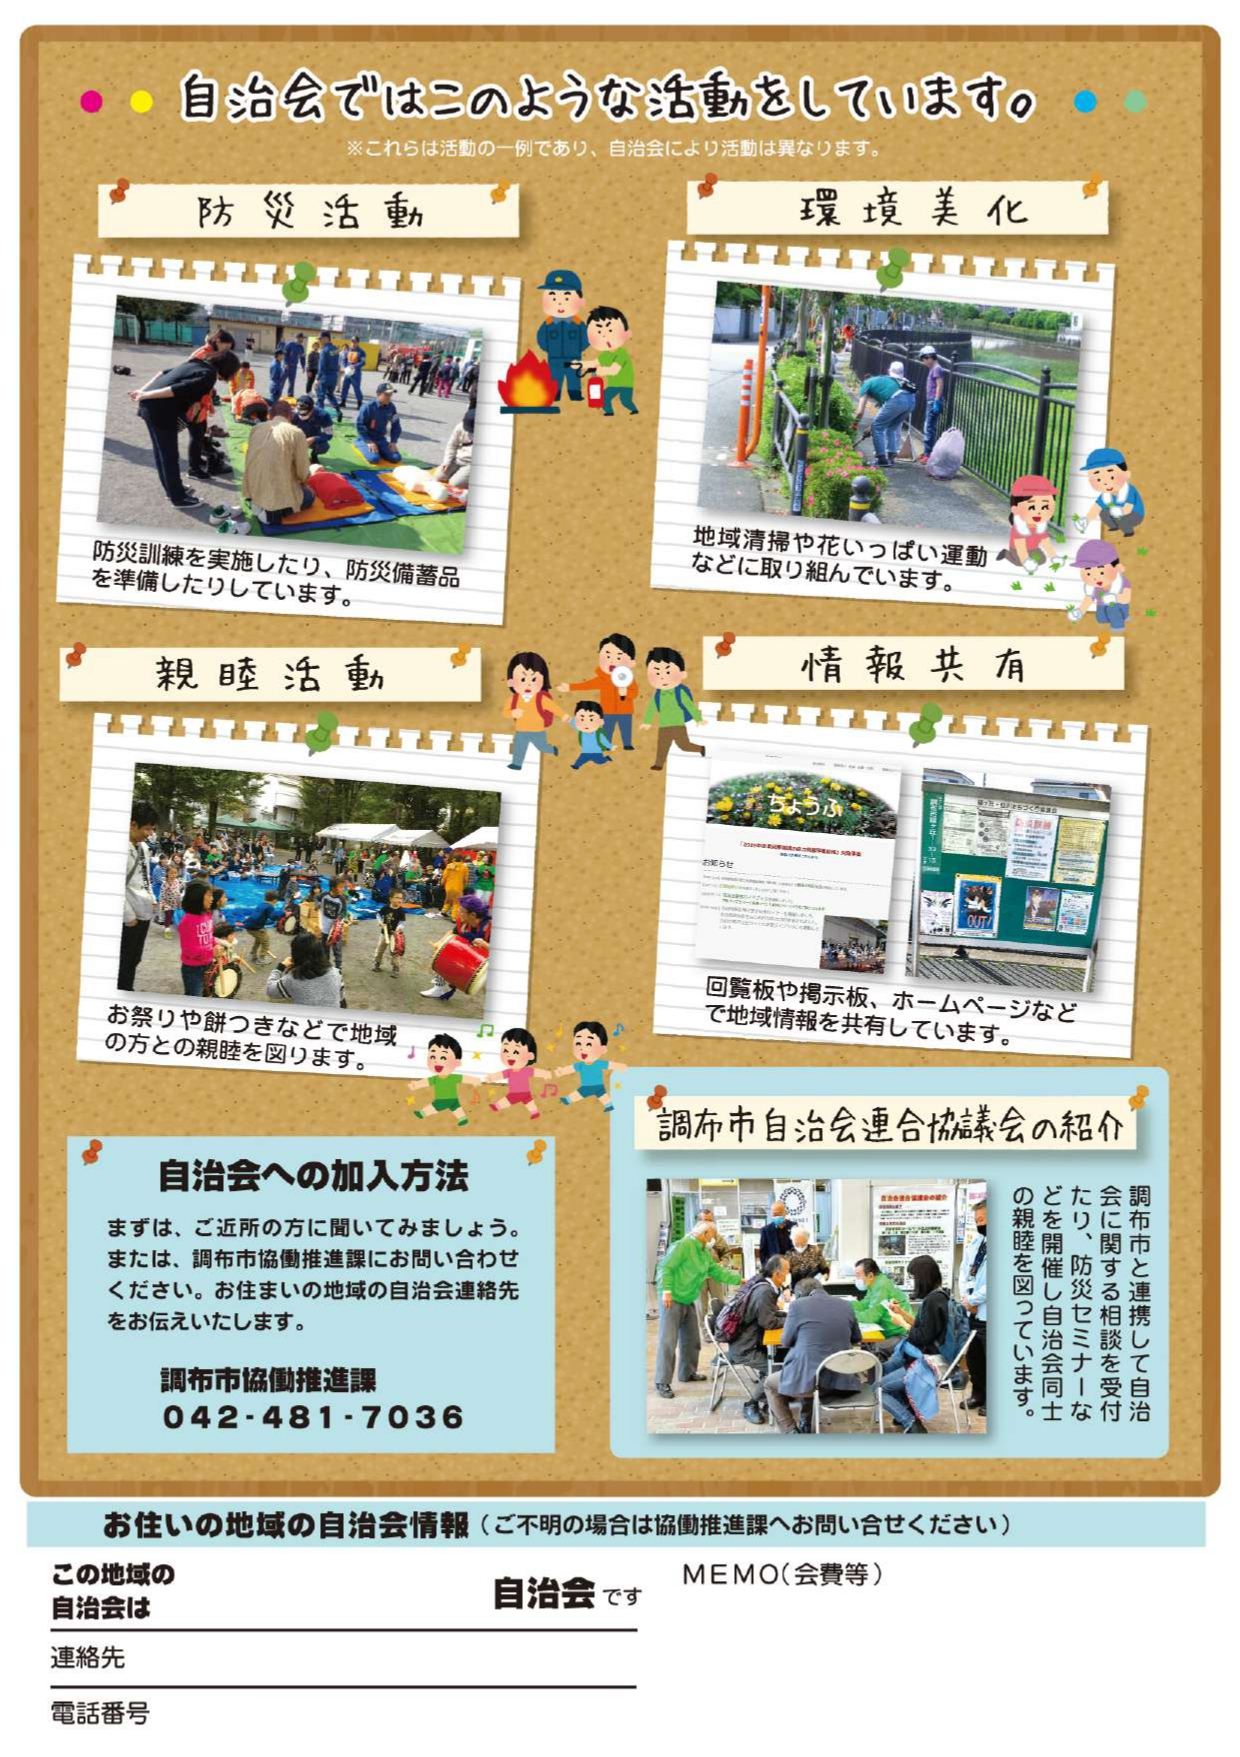 自治会ではこのような活動をしています。
※これらは活動の一例であり、自治会により活動は異なります。
防災活動
防災訓練を実施したり、防災備蓄品
を準備したりしています。
環境美化
地域清掃や花いっぱい運動
などに取り組んでいます。
親睦活動
お祭りや餅つきなどで地域
の方との親睦を図ります。
情報共有
ちょうふ
お知らせ
OUT!
回覧板や掲示板、ホームページなど
で地域情報を共有しています。
自治会への加入方法
まずは、ご近所の方に聞いてみましょう。
または、調布市協働推進課にお問い合わせ
ください。お住まいの地域の自治会連絡先
をお伝えいたします。
調布市協働推進課
042-481-7036
調布市自治会連合協議会の紹介
調布市と連携して自治
会に関する相談を受付
たり、防災セミナーな
どを開催し自治会同士
の親睦を図っています。
お住いの地域の自治会情報（ご不明の場合は協働推進課へお問い合せください）
この地域の
自治会は
自治会です
連絡先
電話番号
MEMO（会費等）